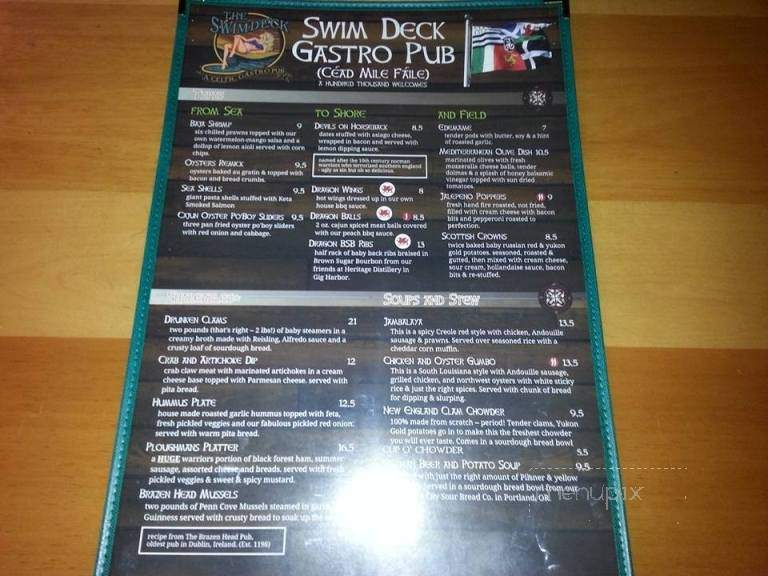 THE
SWIM DECK
A CELTIC GASTRO PUB
SWIM DECK
GASTRO PUB
(CÉAD MILE FÁILE)
A HUNDRED THOUSAND WELCOMES
FROM SEA
BAJA SHRIMP 9
six chilled prawns topped with our
own watermelon-mango salsa and a
dollop of lemon aioli served with corn
chips.
OYSTERS REMICK 9.5
oysters baked au gratin & topped with
bacon and bread crumbs.
SEA SHELLS 9.5
giant pasta shells stuffed with Keta
Smoked Salmon
CAJUN OYSTER PO'BOY SLIDERS 9.5
three pan fried oyster po'boy sliders
with red onion and cabbage.
TO SHORE
DEVILS ON HORSEBACK 8.5
dates stuffed with asiago cheese,
wrapped in bacon and served with
lemon dipping sauce.
named after the 10th century norman
warriors who terrorized southern england
- ugly as sin but oh so delicious.
DRAGON WINGS 8
hot wings dressed up in our own
house bbq sauce.
DRAGON BALLS 8.5
2 oz. cajun spiced meat balls covered
with our peach bbq sauce
DRAGON BSB RIBS 13
half rack of baby back ribs braised in
Brown Sugar Bourbon from our
friends at Heritage Distillery in
Gig Harbor.
AND FIELD
EDEMAME 7
tender pods with butter, soy & a hint
of roasted garlic.
MEDITERRANEAN OLIVE DISH 10.5
marinated olives with fresh
mozzerella cheese balls, tender
dolmas & a splash of honey balsamic
vinegar topped with sun dried
tomatoes.
JALEPENO POPPERS 9
fresh hand fire roasted, not fried,
filled with cream cheese with bacon
bits and pepperoni roasted to
perfection.
SCOTTISH CROWNS 8.5
twice baked baby russian red & yukon
gold potatoes. seasoned, roasted &
gutted, then mixed with cream cheese,
sour cream, hollandaise sauce, bacon
bits & re-stuffed.
DRUNKEN CLAMS 21
two pounds (that's right – 2 lbs!) of baby steamers in a
creamy broth made with Reisling, Alfredo sauce and a
crusty loaf of sourdough bread.
CRAB AND ARTICHOKE DIP 12
crab claw meat with marinated artichokes in a cream
cheese base topped with Parmesan cheese. served with
pita bread.
HUMMUS PLATE 12.5
house made roasted garlic hummus topped with feta,
fresh pickled veggies and our fabulous pickled red onion.
served with warm pita bread.
PLOUGHMANS PLATTER 16.5
a HUGE warriors portion of black forest ham, summer
sausage, assorted cheese and breads. served with fresh
pickled veggies & sweet & spicy mustard.
BRAZEN HEAD MUSSELS
two pounds of Penn Cove Mussels steamed in
Guinness served with crusty bread to soak up the
recipe from The Brazen Head Pub,
oldest pub in Dublin, Ireland. (Est. 1198)
SOUPS AND STEW
JAMBALAYA 13.5
This is a spicy Creole red style with chicken, Andouille
sausage & prawns. Served over seasoned rice with a
cheddar corn muffin.
CHICKEN AND OYSTER GUMBO 13.5
This is a South Louisiana style with Andouille sausage,
grilled chicken, and northwest oysters with white sticky
rice & just the right spices. Served with chunk of bread
for dipping & slurping.
NEW ENGLAND CLAM CHOWDER 9.5
100% made from scratch – period! Tender clams, Yukon
Gold potatoes go in to make this the freshest chowder
you will ever taste. Comes in a sourdough bread bowl
CUP O' CHOWDER 5.5
BEER AND POTATO SOUP 9.5
with just the right amount of Pilsner & yellow
served in a sourdough bread bowl from our
City Sour Bread Co. in Portland, OR.
menupix